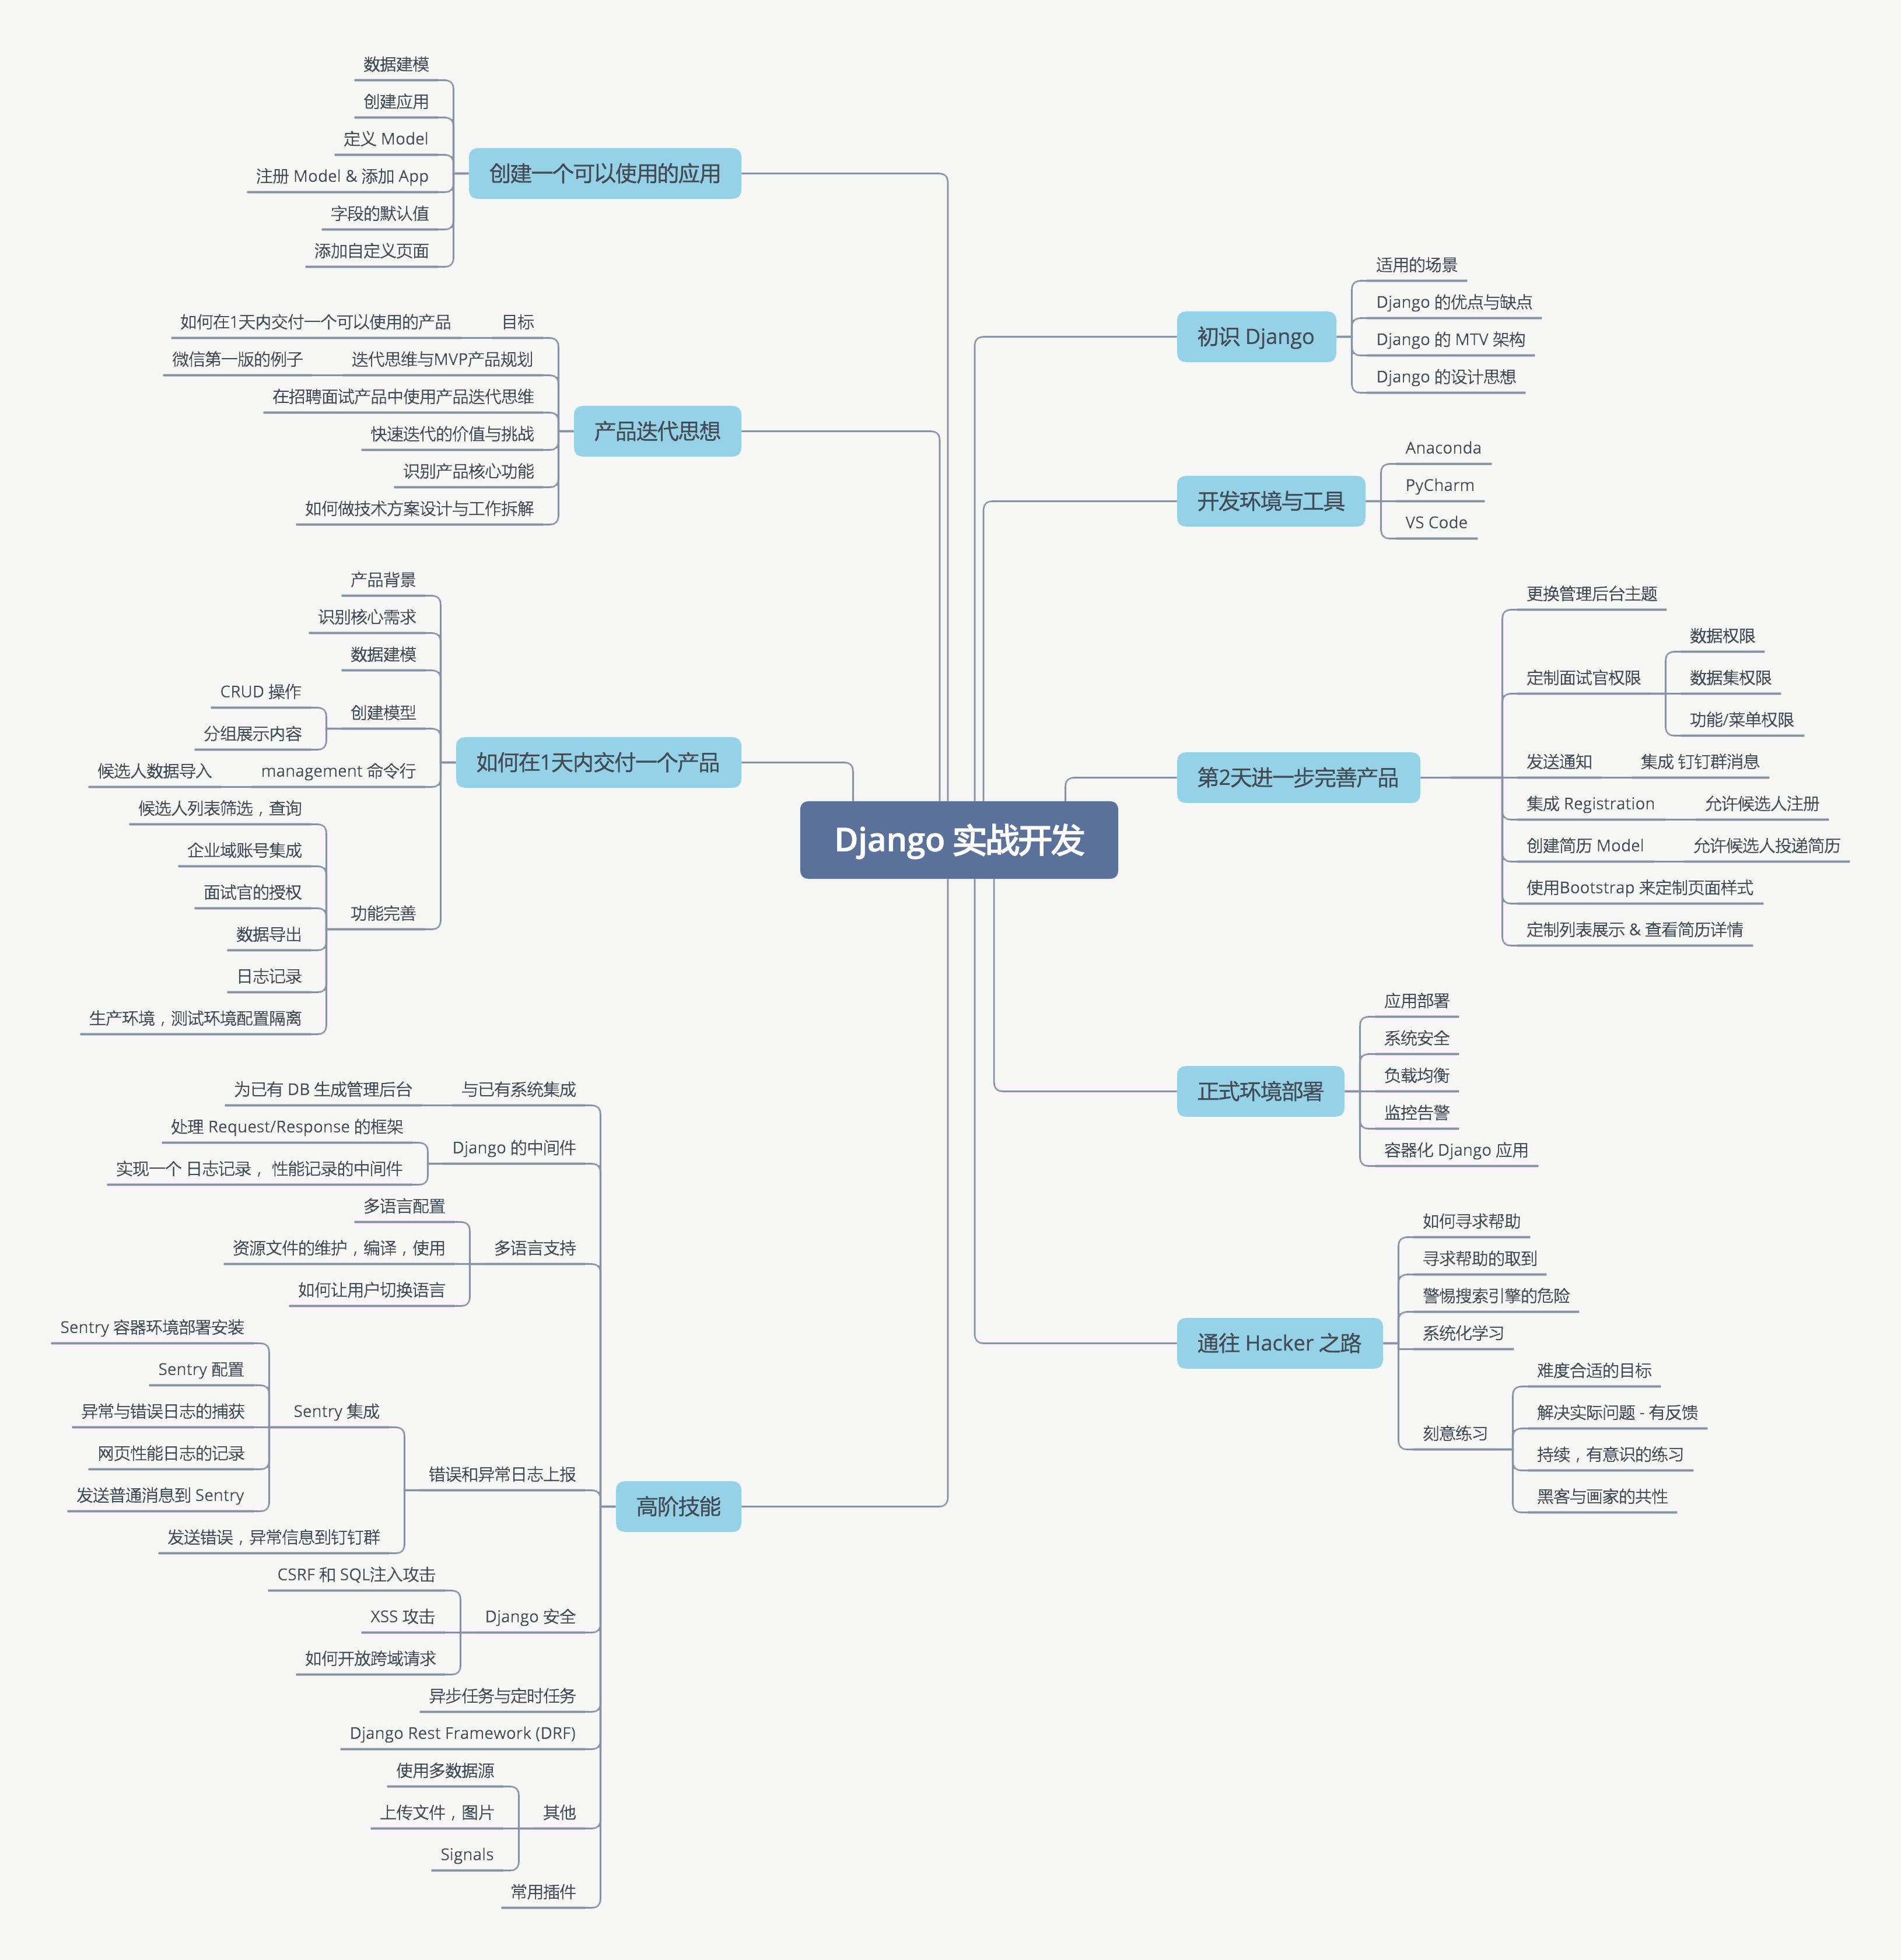 Django 实战开发
创建一个可以使用的应用
数据建模
创建应用
定义 Model
注册 Model & 添加 App
字段的默认值
添加自定义页面
产品迭代思想
目标
如何在1天内交付一个可以使用的产品
迭代思维与MVP产品规划
微信第一版的例子
在招聘面试产品中使用产品迭代思维
快速迭代的价值与挑战
识别产品核心功能
如何做技术方案设计与工作拆解
如何在1天内交付一个产品
产品背景
识别核心需求
数据建模
创建模型
CRUD 操作
分组展示内容
management 命令行
候选人数据导入
功能完善
候选人列表筛选，查询
企业域账号集成
面试官的授权
数据导出
日志记录
生产环境，测试环境配置隔离
高阶技能
与已有系统集成
为已有 DB 生成管理后台
Django 的中间件
处理 Request/Response 的框架
实现一个 日志记录， 性能记录的中间件
多语言支持
多语言配置
资源文件的维护，编译，使用
如何让用户切换语言
错误和异常日志上报
Sentry 集成
Sentry 容器环境部署安装
Sentry 配置
异常与错误日志的捕获
网页性能日志的记录
发送普通消息到 Sentry
发送错误，异常信息到钉钉群
Django 安全
CSRF 和 SQL注入攻击
XSS 攻击
如何开放跨域请求
异步任务与定时任务
Django Rest Framework (DRF)
其他
使用多数据源
上传文件，图片
Signals
常用插件
初识 Django
适用的场景
Django 的优点与缺点
Django 的 MTV 架构
Django 的设计思想
开发环境与工具
Anaconda
PyCharm
VS Code
第2天进一步完善产品
更换管理后台主题
定制面试官权限
数据权限
数据集权限
功能/菜单权限
发送通知
集成 钉钉群消息
集成 Registration
允许候选人注册
创建简历 Model
允许候选人投递简历
使用Bootstrap 来定制页面样式
定制列表展示 & 查看简历详情
正式环境部署
应用部署
系统安全
负载均衡
监控告警
容器化 Django 应用
通往 Hacker 之路
如何寻求帮助
寻求帮助的取到
警惕搜索引擎的危险
系统化学习
刻意练习
难度合适的目标
解决实际问题 - 有反馈
持续，有意识的练习
黑客与画家的共性